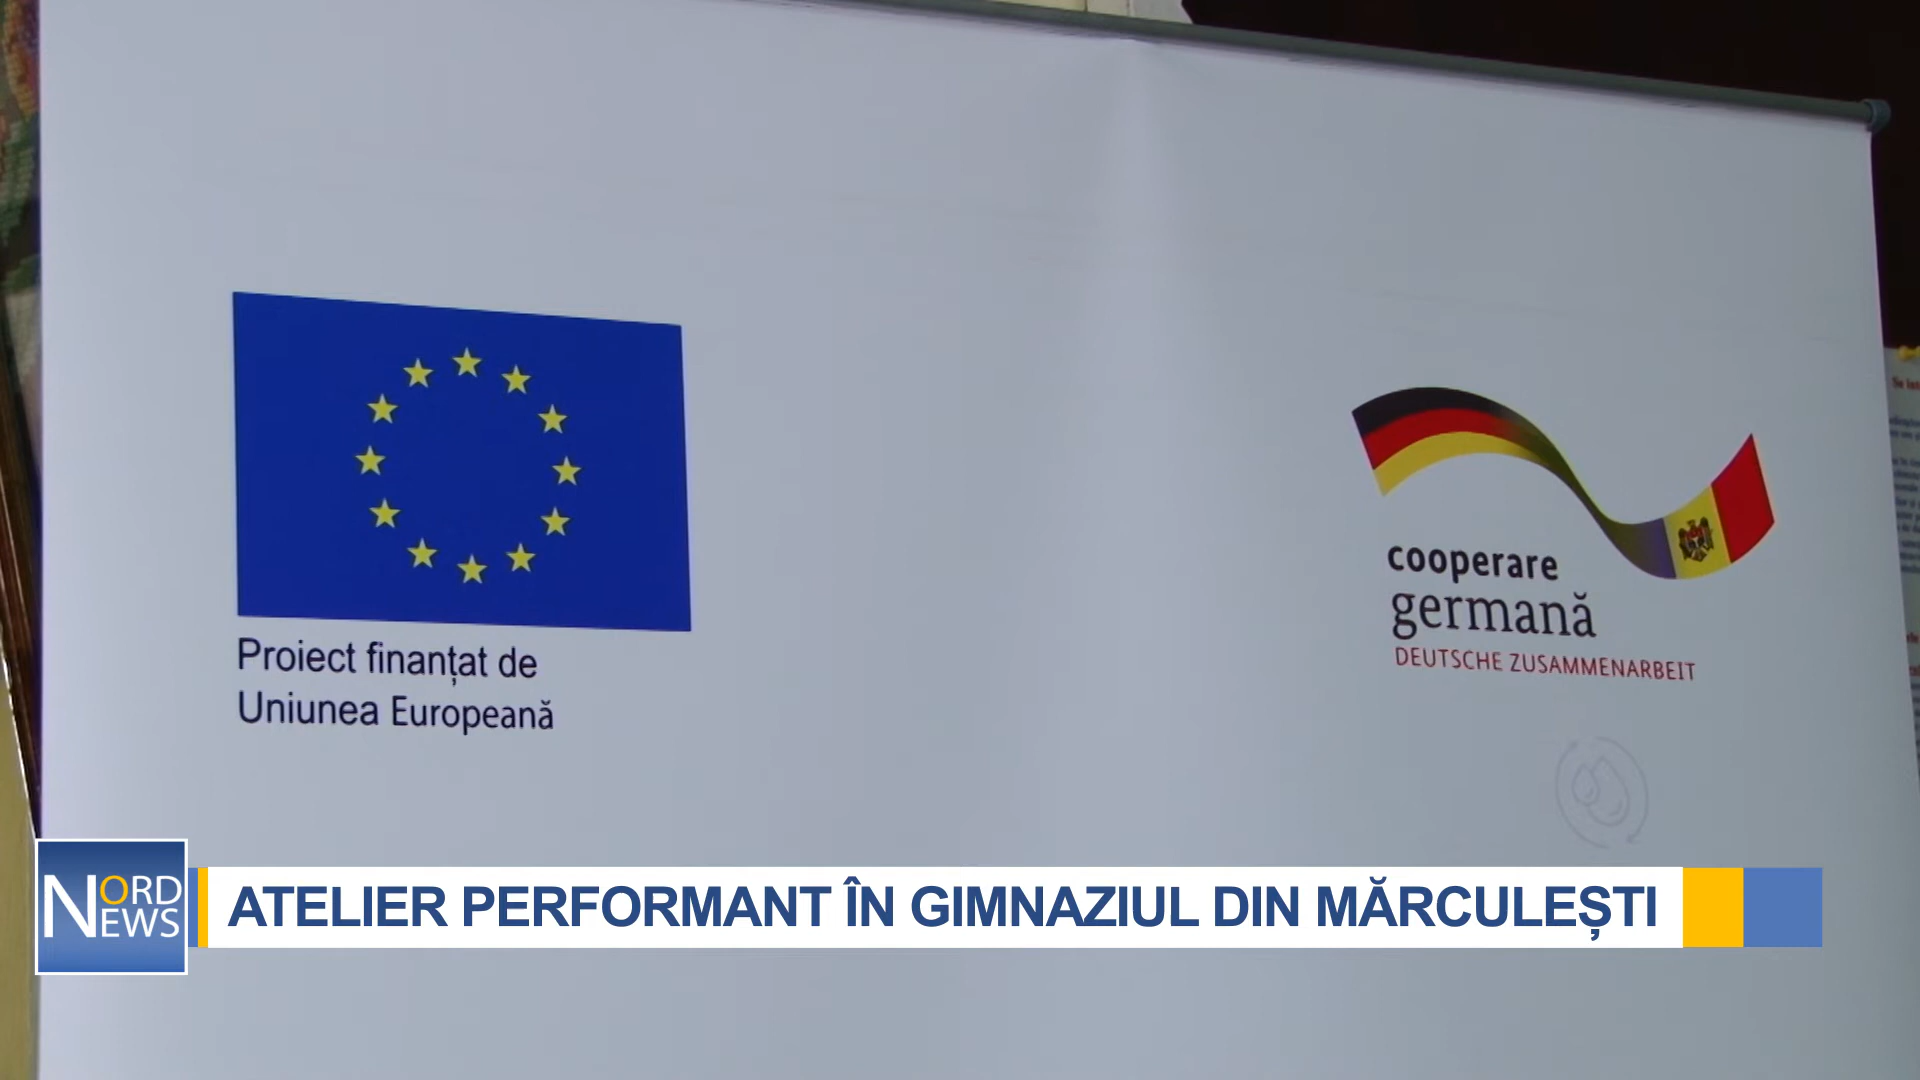 Proiect finanțat de
Uniunea Europeană
cooperare
germană
DEUTSCHE ZUSAMMENARBEIT
NORD
NEWS
ATELIER PERFORMANT ÎN GIMNAZIUL DIN MĂRCULEȘTI